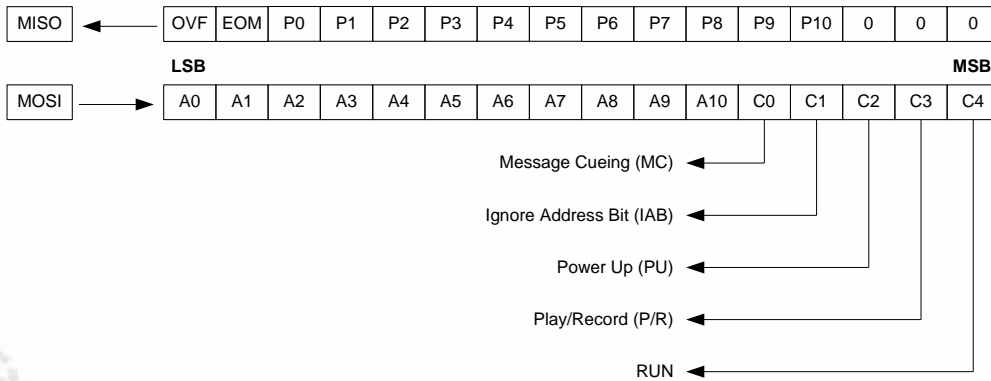 MISO OVF EOM P0 P1 P2 P3 P4 P5 P6 P7 P8 P9 P10 0 0 0
LSB MSB
MOSI A0 A1 A2 A3 A4 A5 A6 A7 A8 A9 A10 C0 C1 C2 C3 C4
Message Cueing (MC)
Ignore Address Bit (IAB)
Power Up (PU)
Play/Record (P/R)
RUN